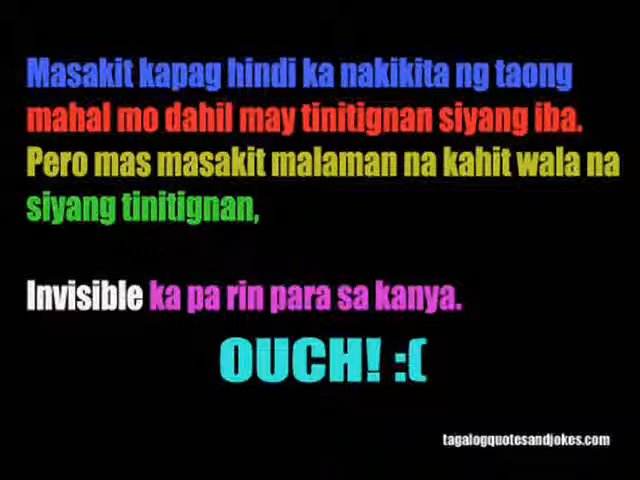 Masakit kapag hindi ka nakikita ng taong
mahal mo dahil may tinitignan siyang iba.
Pero mas masakit malaman na kahit wala na
siyang tinitignan,
Invisible ka pa rin para sa kanya.
OUCH! :(
tagalogquotesandjokes.com